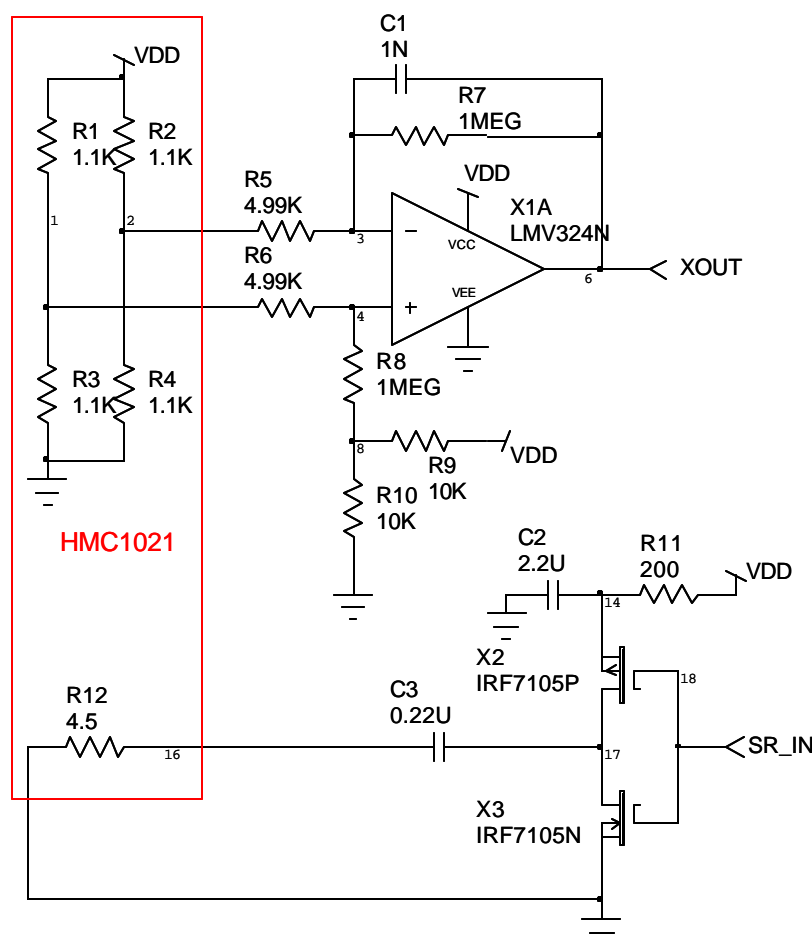 C1
1N
VDD
R7
1MEG
R1
1.1K
R2
1.1K
VDD
R5
4.99K
X1A
LMV324N
1
2
3
VCC
R6
4.99K
XOUT
6
VEE
4
R8
1MEG
R3
1.1K
R4
1.1K
8
VDD
R9
10K
R10
10K
HMC1021
C2
2.2U
R11
200
VDD
14
X2
IRF7105P
18
R12
4.5
C3
0.22U
16
17
SR_IN
X3
IRF7105N